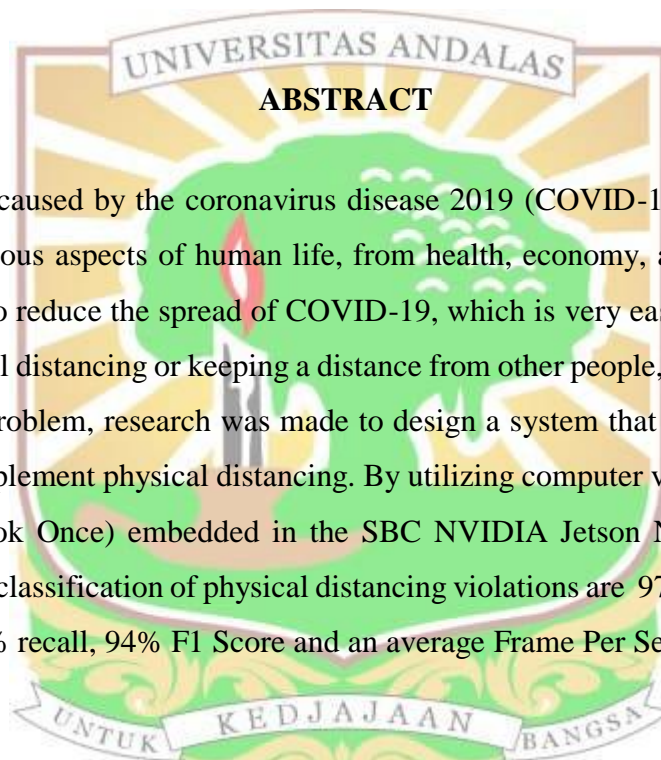 UNIVERSITAS ANDALAS
ABSTRACT
caused by the coronavirus disease 2019 (COVID-1
ous aspects of human life, from health, economy, a
o reduce the spread of COVID-19, which is very eas
l distancing or keeping a distance from other people,
roblem, research was made to design a system that
plement physical distancing. By utilizing computer v
ok Once) embedded in the SBC NVIDIA Jetson N
classification of physical distancing violations are 97
% recall, 94% F1 Score and an average Frame Per Se
UNTUK KEDJAJAAN BANGSA